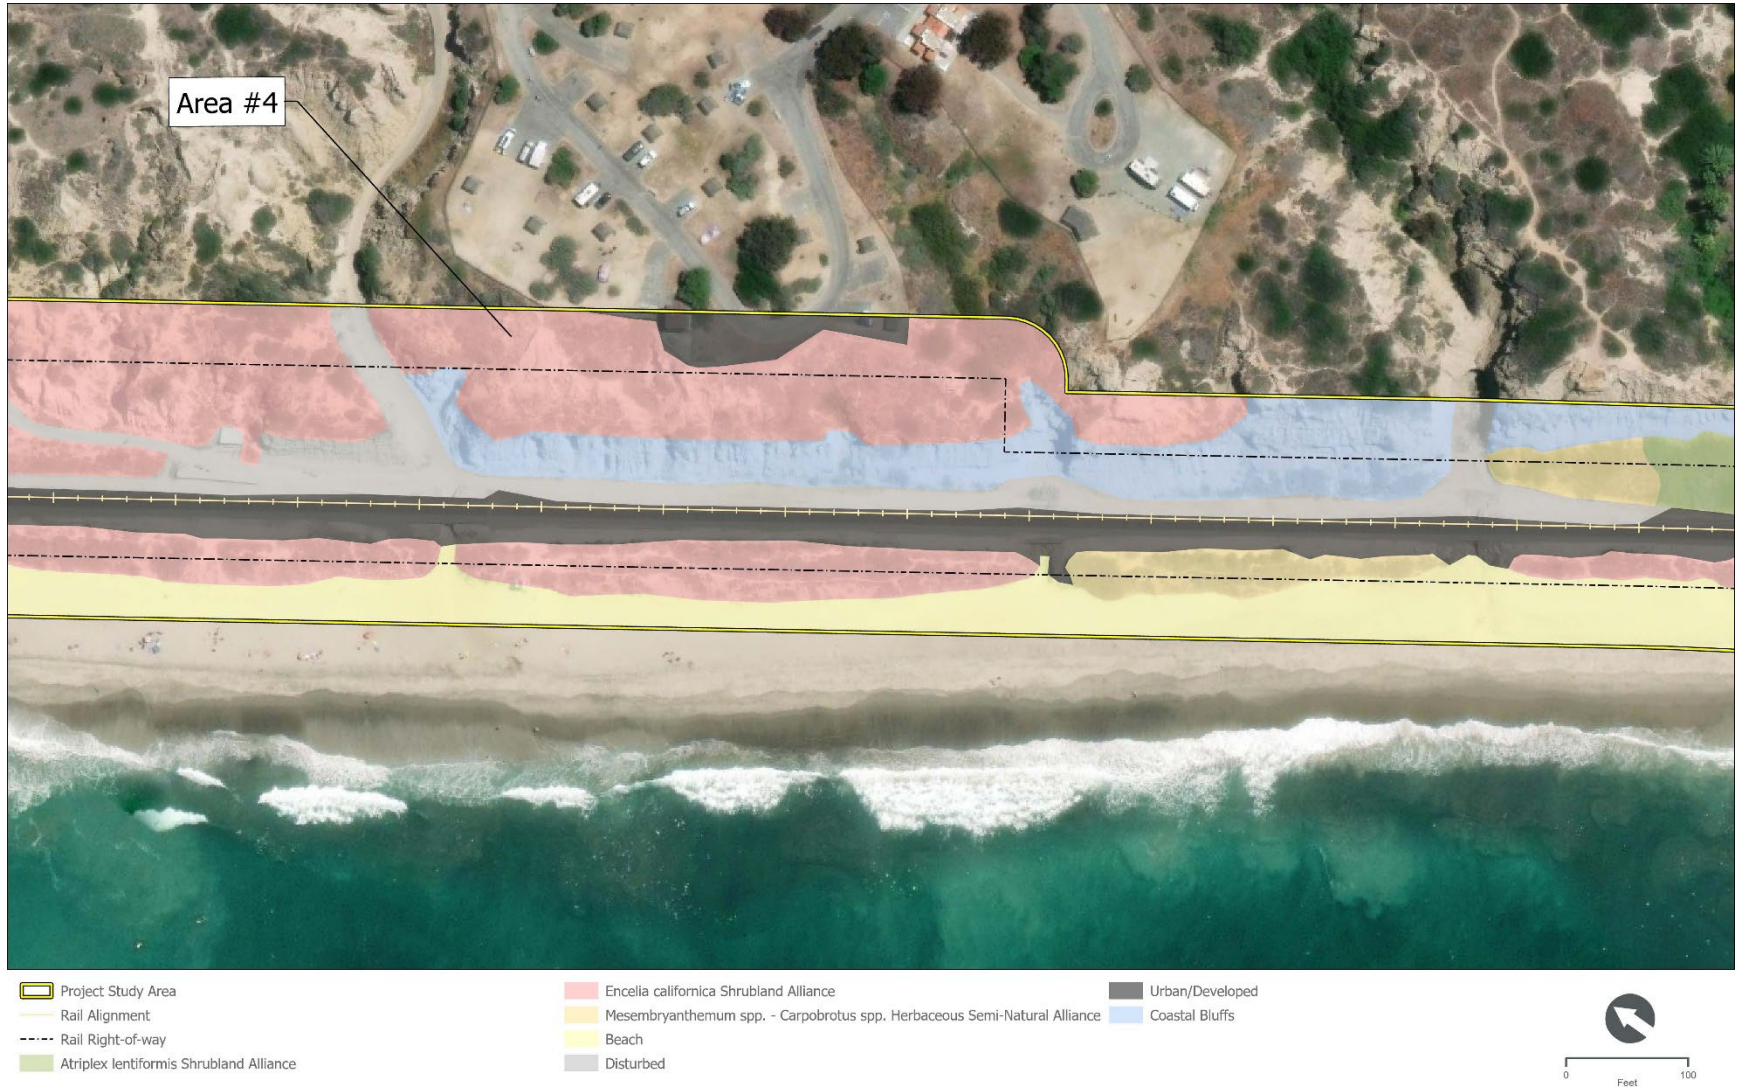 Area #4
Project Study Area
Rail Alignment
Rail Right-of-way
Atriplex lentiformis Shrubland Alliance
Encelia californica Shrubland Alliance
Mesembryanthemum spp. - Carpobrotus spp. Herbaceous Semi-Natural Alliance
Beach
Disturbed
Urban/Developed
Coastal Bluffs
0 100
Feet